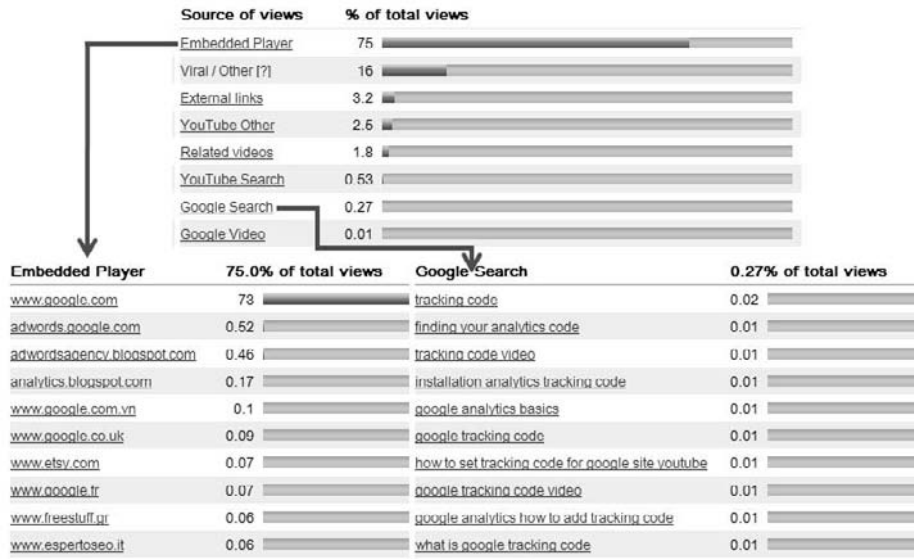 Source of views % of total views
Embedded Player 75
Viral / Other [?] 16
External links 3.2
YouTube Other 2.5
Related videos 1.8
YouTube Search 0.53
Google Search 0.27
Google Video 0.01
Embedded Player 75.0% of total views
www.google.com 73
adwords.google.com 0.52
adwordsagency.blogspot.com 0.46
analytics.blogspot.com 0.17
www.google.com.vn 0.1
www.google.co.uk 0.09
www.etsy.com 0.07
www.google.fr 0.07
www.freestuff.gr 0.06
www.espertoseo.it 0.06
Google Search 0.27% of total views
tracking code 0.02
finding your analytics code 0.01
tracking code video 0.01
installation analytics tracking code 0.01
google analytics basics 0.01
google tracking code 0.01
how to set tracking code for google site youtube 0.01
google tracking code video 0.01
google analytics how to add tracking code 0.01
what is google tracking code 0.01